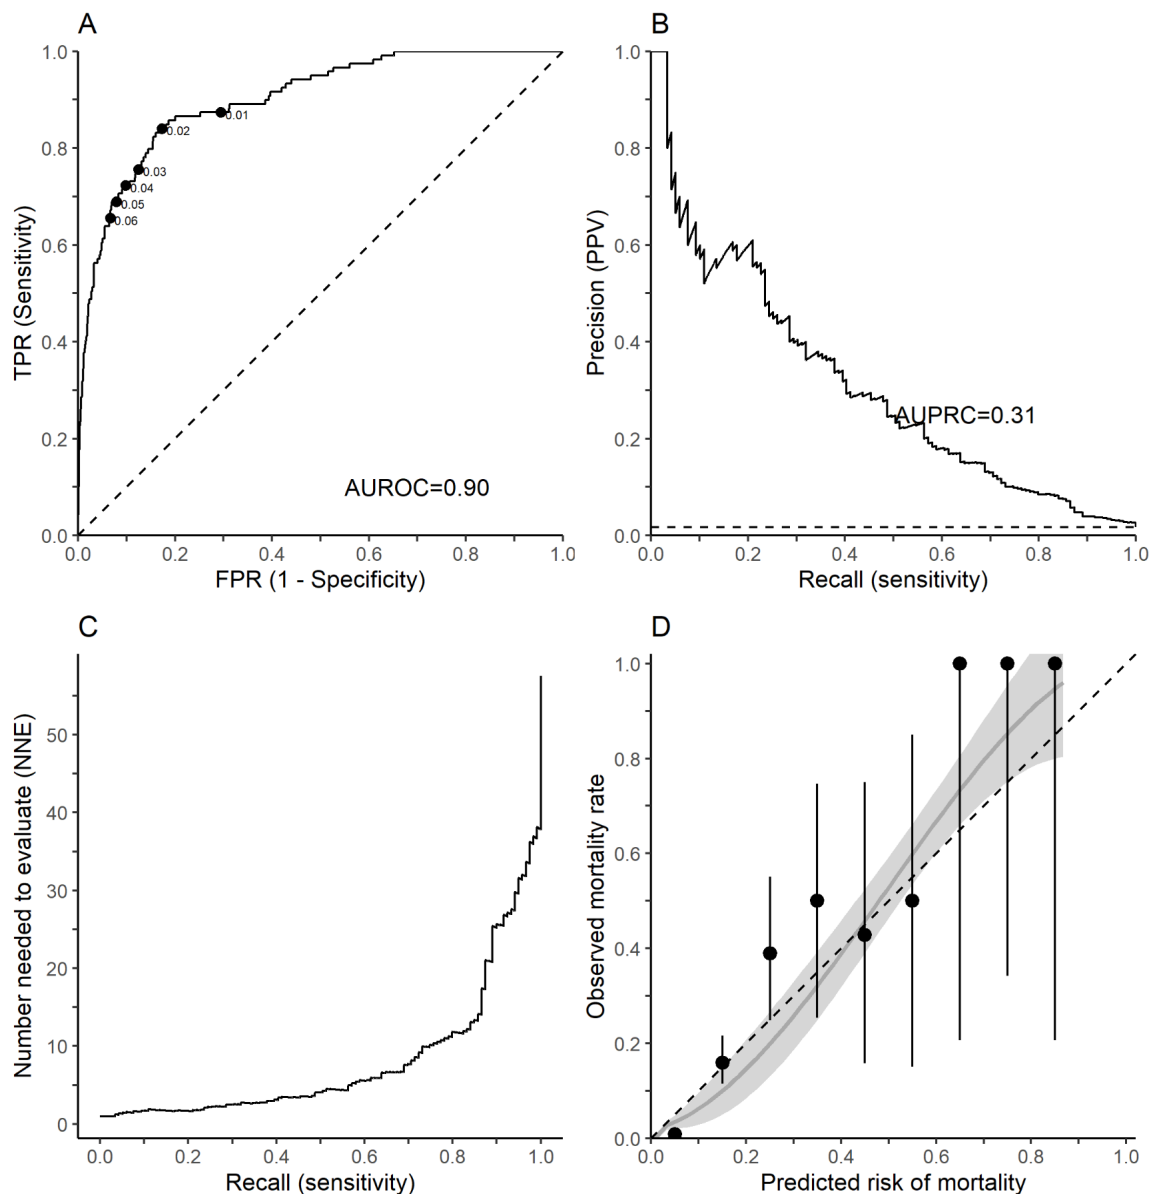 A
1.0
0.8
0.6
0.4
0.2
0.0
TPR (Sensitivity)
0.01
0.02
0.03
0.04
0.05
0.06
AUROC=0.90
0.0 0.2 0.4 0.6 0.8 1.0
FPR (1 - Specificity)
B
1.0
0.8
0.6
0.4
0.2
0.0
Precision (PPV)
AUPRC=0.31
0.0 0.2 0.4 0.6 0.8 1.0
Recall (sensitivity)
C
50
40
30
20
10
0
Number needed to evaluate (NNE)
0.0 0.2 0.4 0.6 0.8 1.0
Recall (sensitivity)
D
1.0
0.8
0.6
0.4
0.2
0.0
Observed mortality rate
0.0 0.2 0.4 0.6 0.8 1.0
Predicted risk of mortality